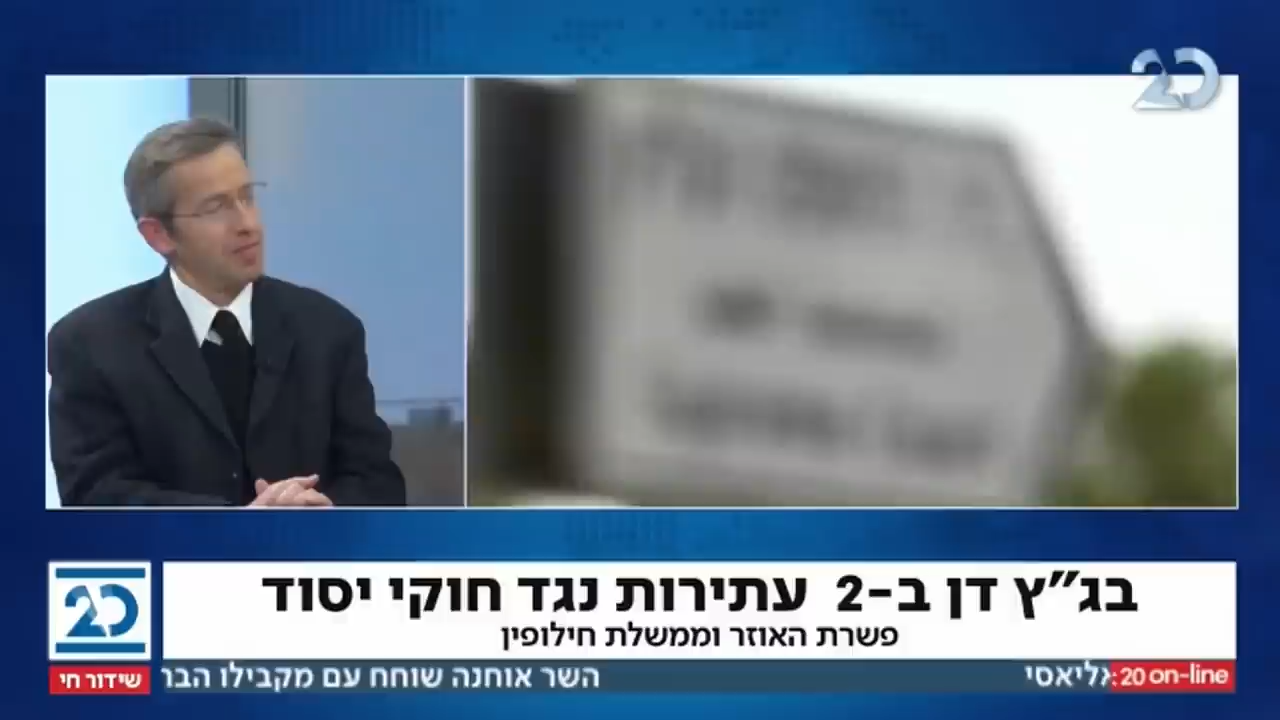 20
בג"ץ דן ב-2 עתירות נגד חוקי יסוד
פשרת האוזר וממשלת חילופין
20
שידור חי
השר אוחנה שוחח עם מקבילו הבר
אליאסי
20 on-line: